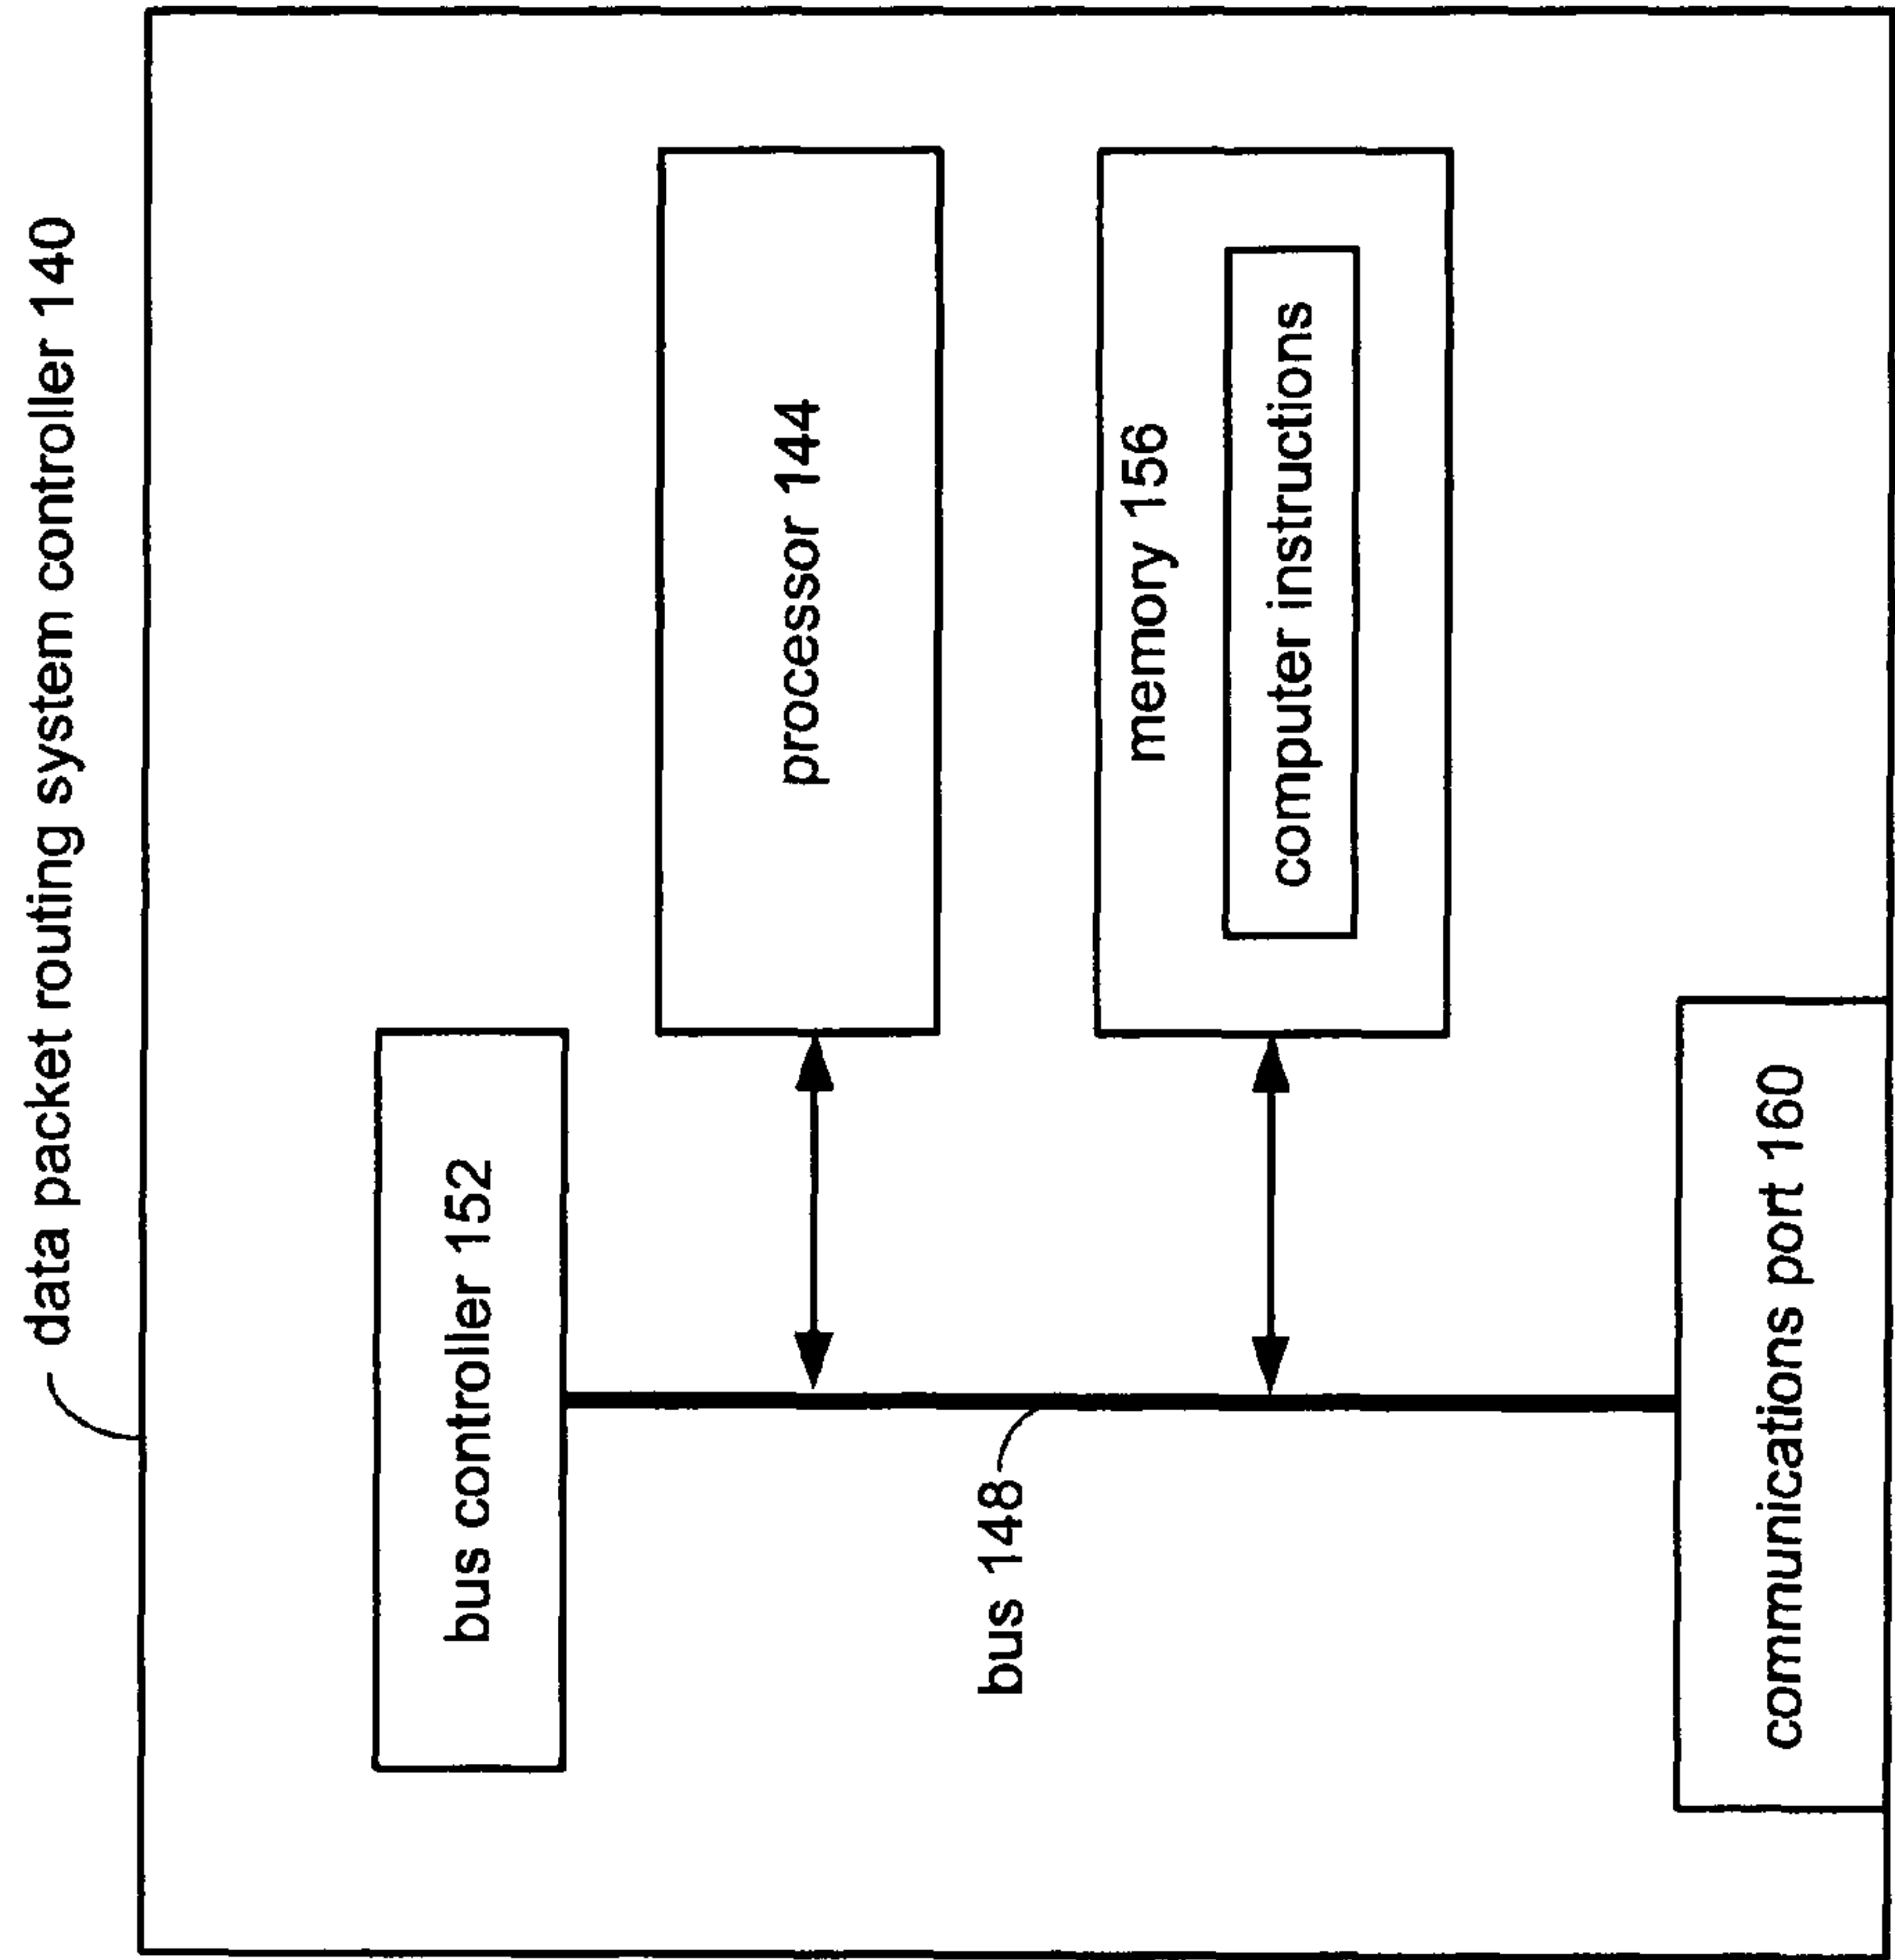 data packet routing system controller 140
bus controller 152
processor 144
bus 148
memory 156
computer instructions
communications port 160